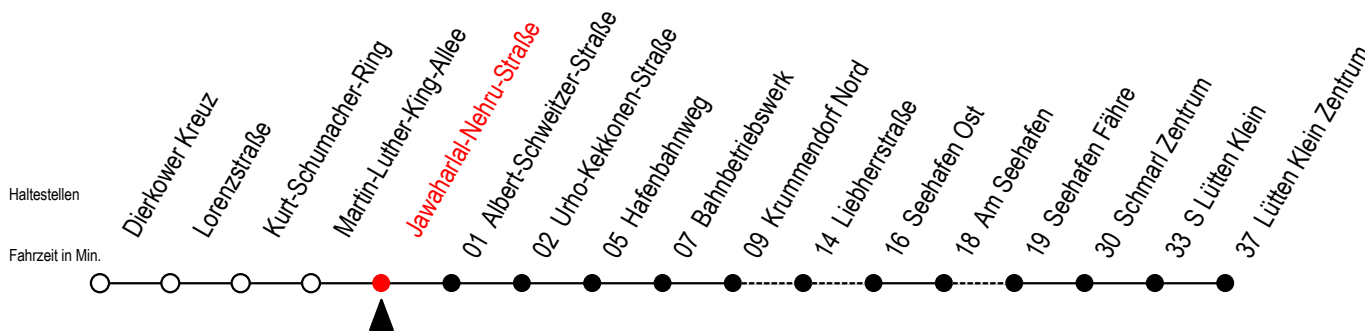 Haltestellen
Fahrzeit in Min.
Dierkower Kreuz
Lorenzstraße
Kurt-Schumacher-Ring
Martin-Luther-King-Allee
Jawaharlal-Nehru-Straße
01 Albert-Schweitzer-Straße
02 Urho-Kekkonen-Straße
05 Hafenbahnweg
07 Bahnbetriebswerk
09 Krummendorf Nord
14 Liebherrstraße
16 Seehafen Ost
18 Am Seehafen
19 Seehafen Fähre
30 Schmarl Zentrum
33 S Lütten Klein
37 Lütten Klein Zentrum